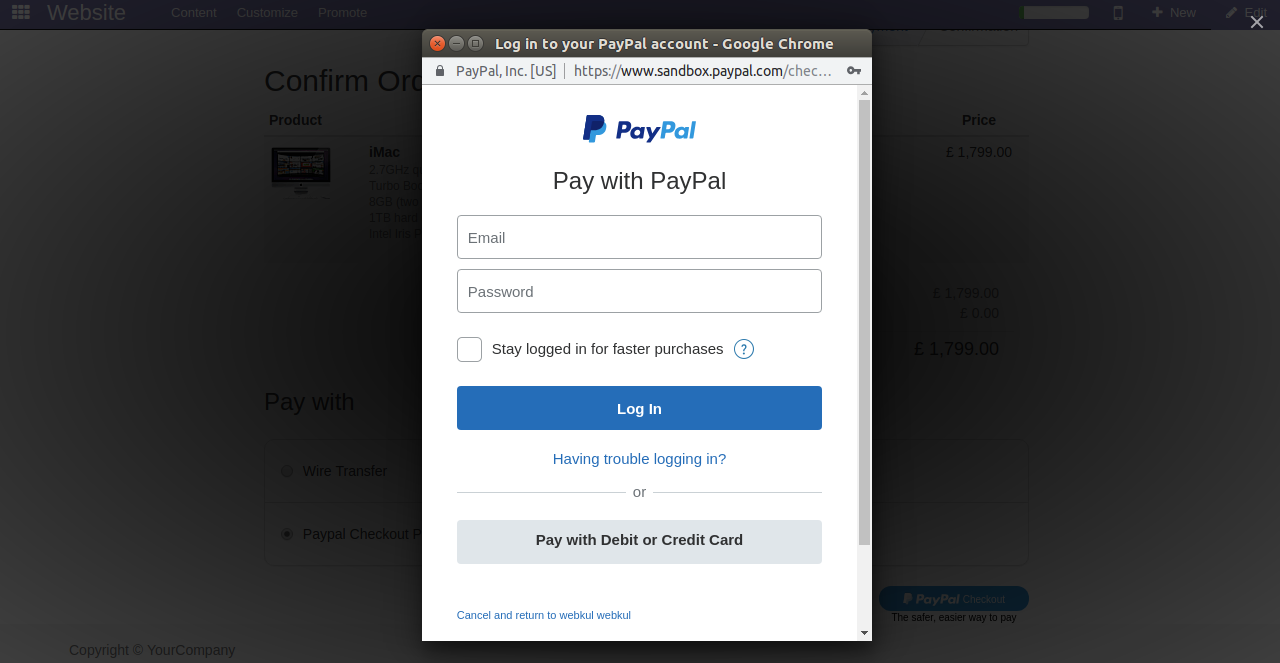 Website Content Customize Promote New Edit
Log in to your PayPal account - Google Chrome
PayPal, Inc. [US] https://www.sandbox.paypal.com/chec…
PayPal
Pay with PayPal
Email
Password
Stay logged in for faster purchases ?
Log In
Having trouble logging in?
or
Pay with Debit or Credit Card
Cancel and return to webkul webkul
Confirm Ord
Product Price
iMac £ 1,799.00
2.7GHz
Turbo
8GB
1TB hard
Intel
£ 1,799.00
£ 0.00
£ 1,799.00
Pay with
Wire Transfer
Paypal Checkout P
PayPal Checkout
The safer, easier way to pay
Copyright © YourCompany